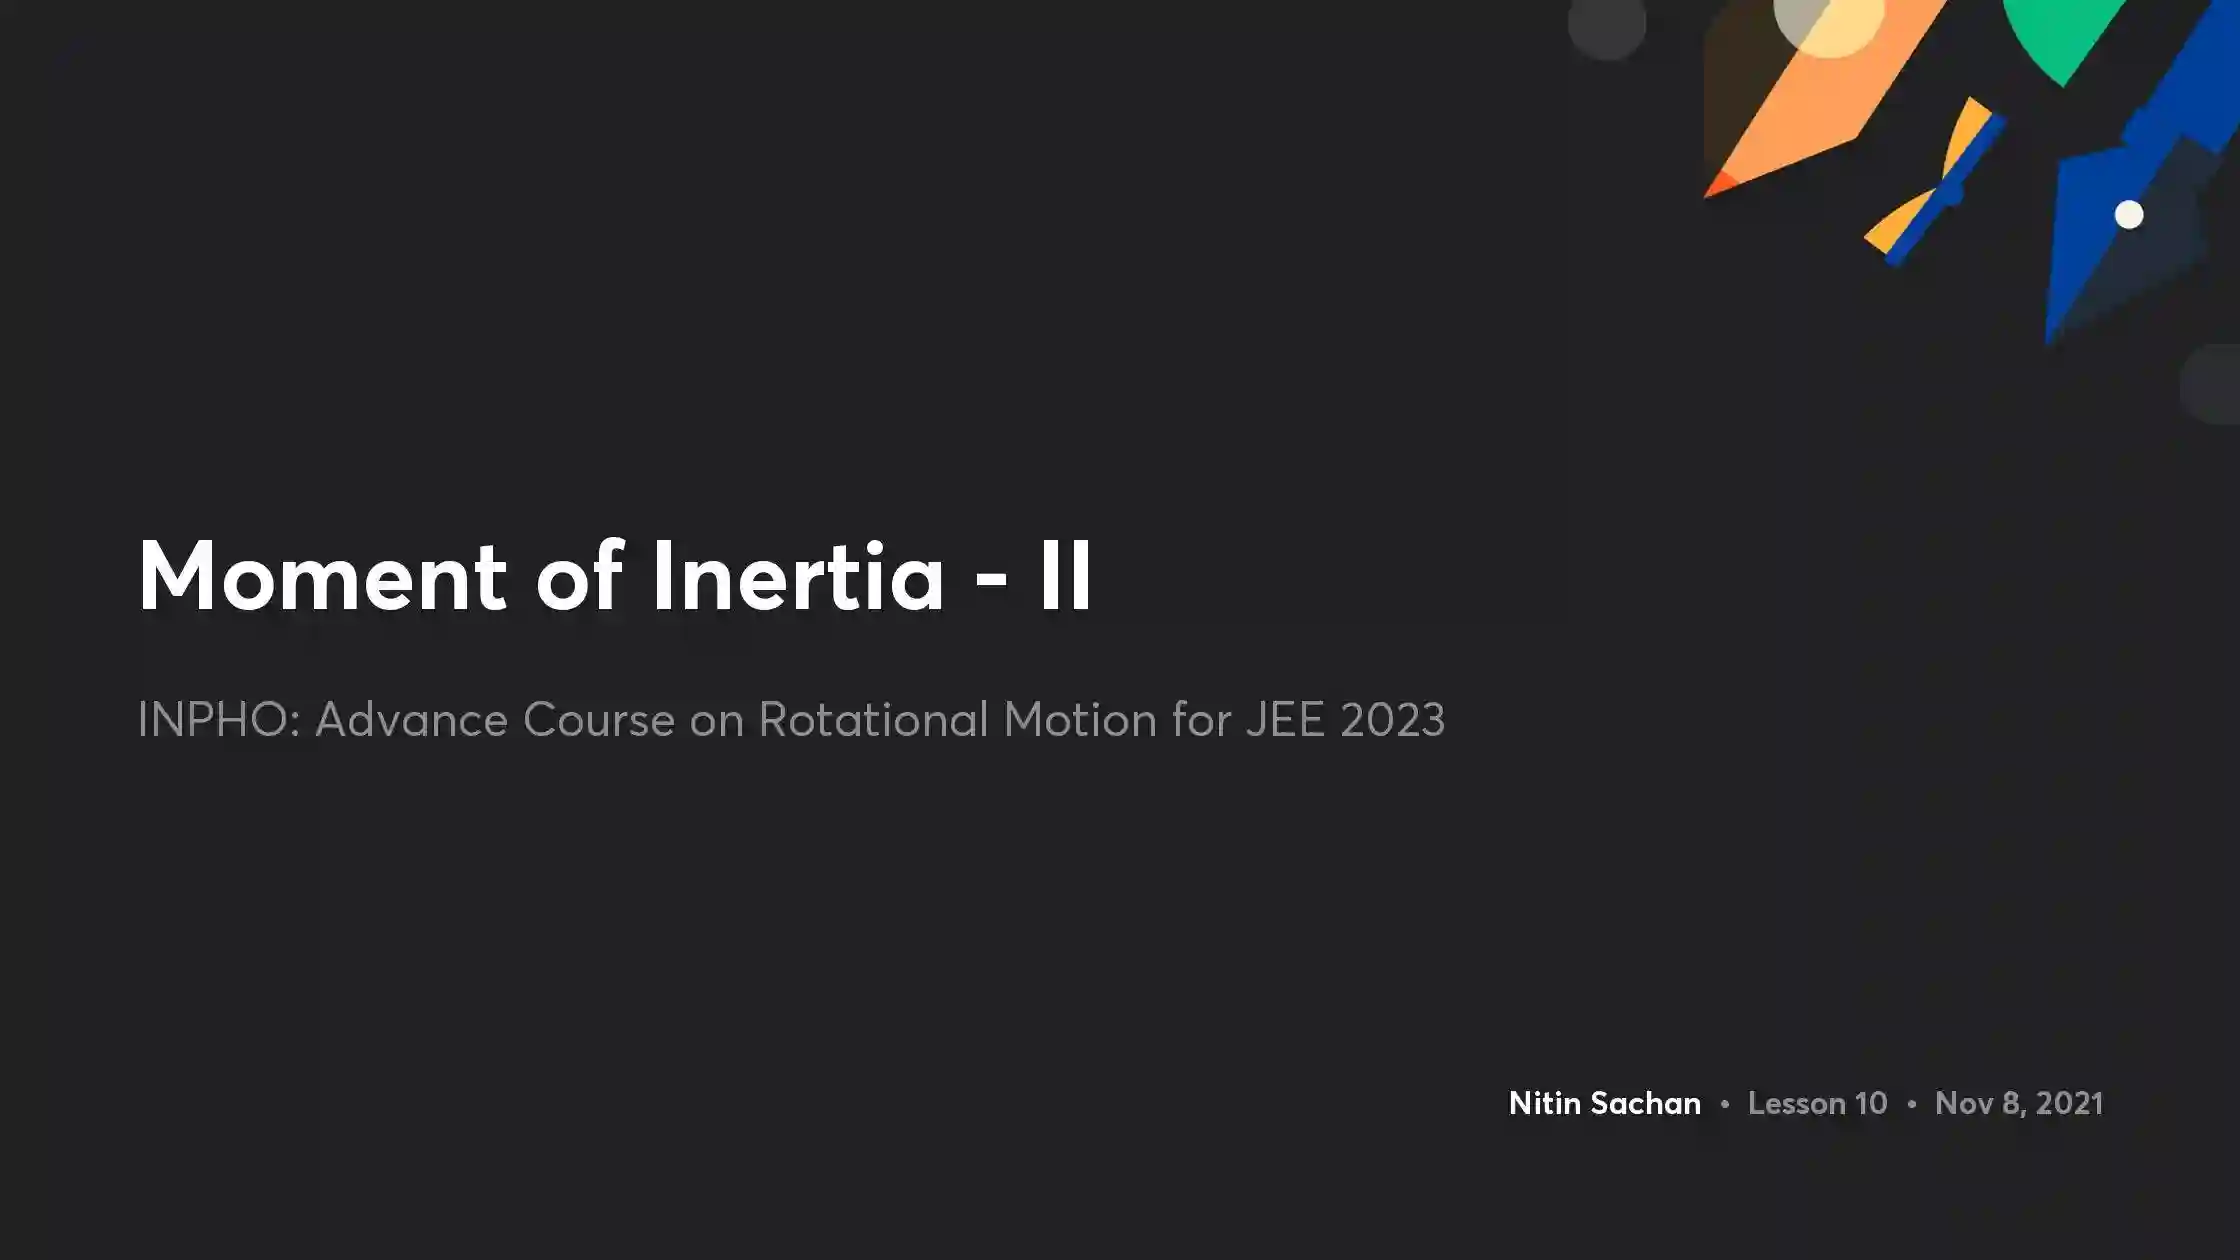 Moment of Inertia - II
INPHO: Advance Course on Rotational Motion for JEE 2023
Nitin Sachan • Lesson 10 • Nov 8, 2021